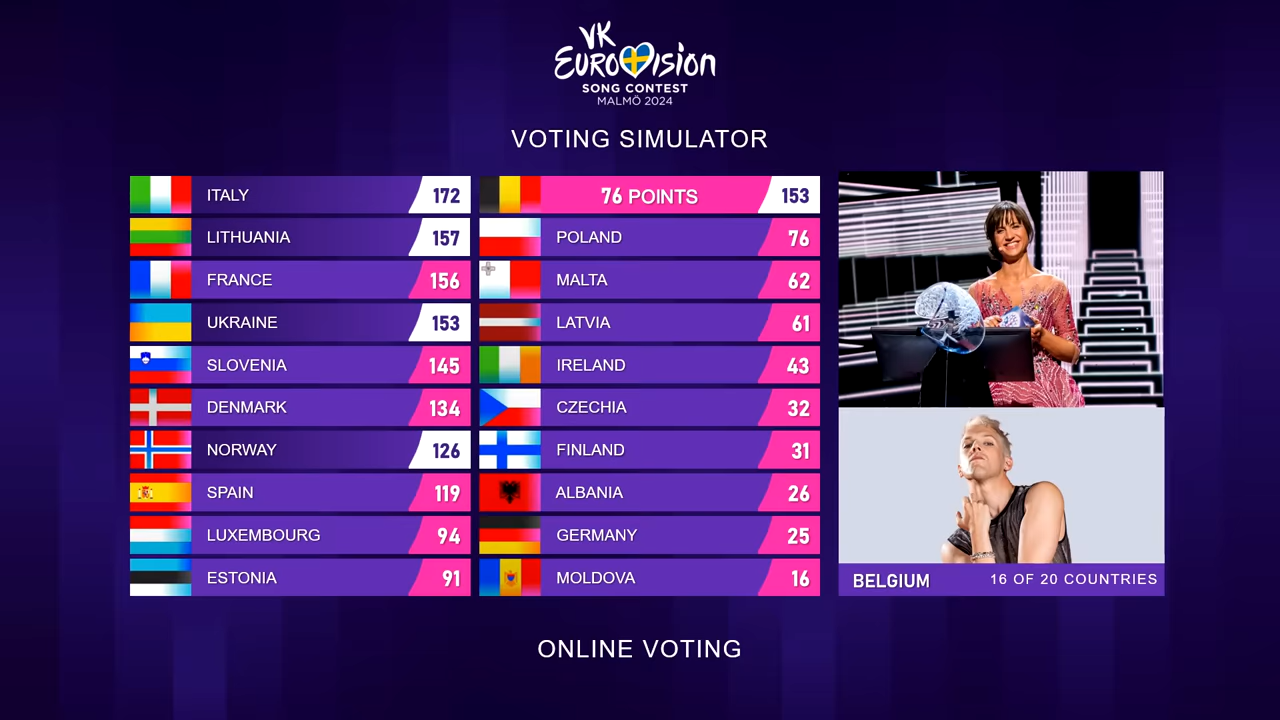 VK
EUROVISION
SONG CONTEST
MALMÖ 2024
VOTING SIMULATOR
ITALY 172
LITHUANIA 157
FRANCE 156
UKRAINE 153
SLOVENIA 145
DENMARK 134
NORWAY 126
SPAIN 119
LUXEMBOURG 94
ESTONIA 91
76 POINTS 153
POLAND 76
MALTA 62
LATVIA 61
IRELAND 43
CZECHIA 32
FINLAND 31
ALBANIA 26
GERMANY 25
MOLDOVA 16
BELGIUM 16 OF 20 COUNTRIES
ONLINE VOTING